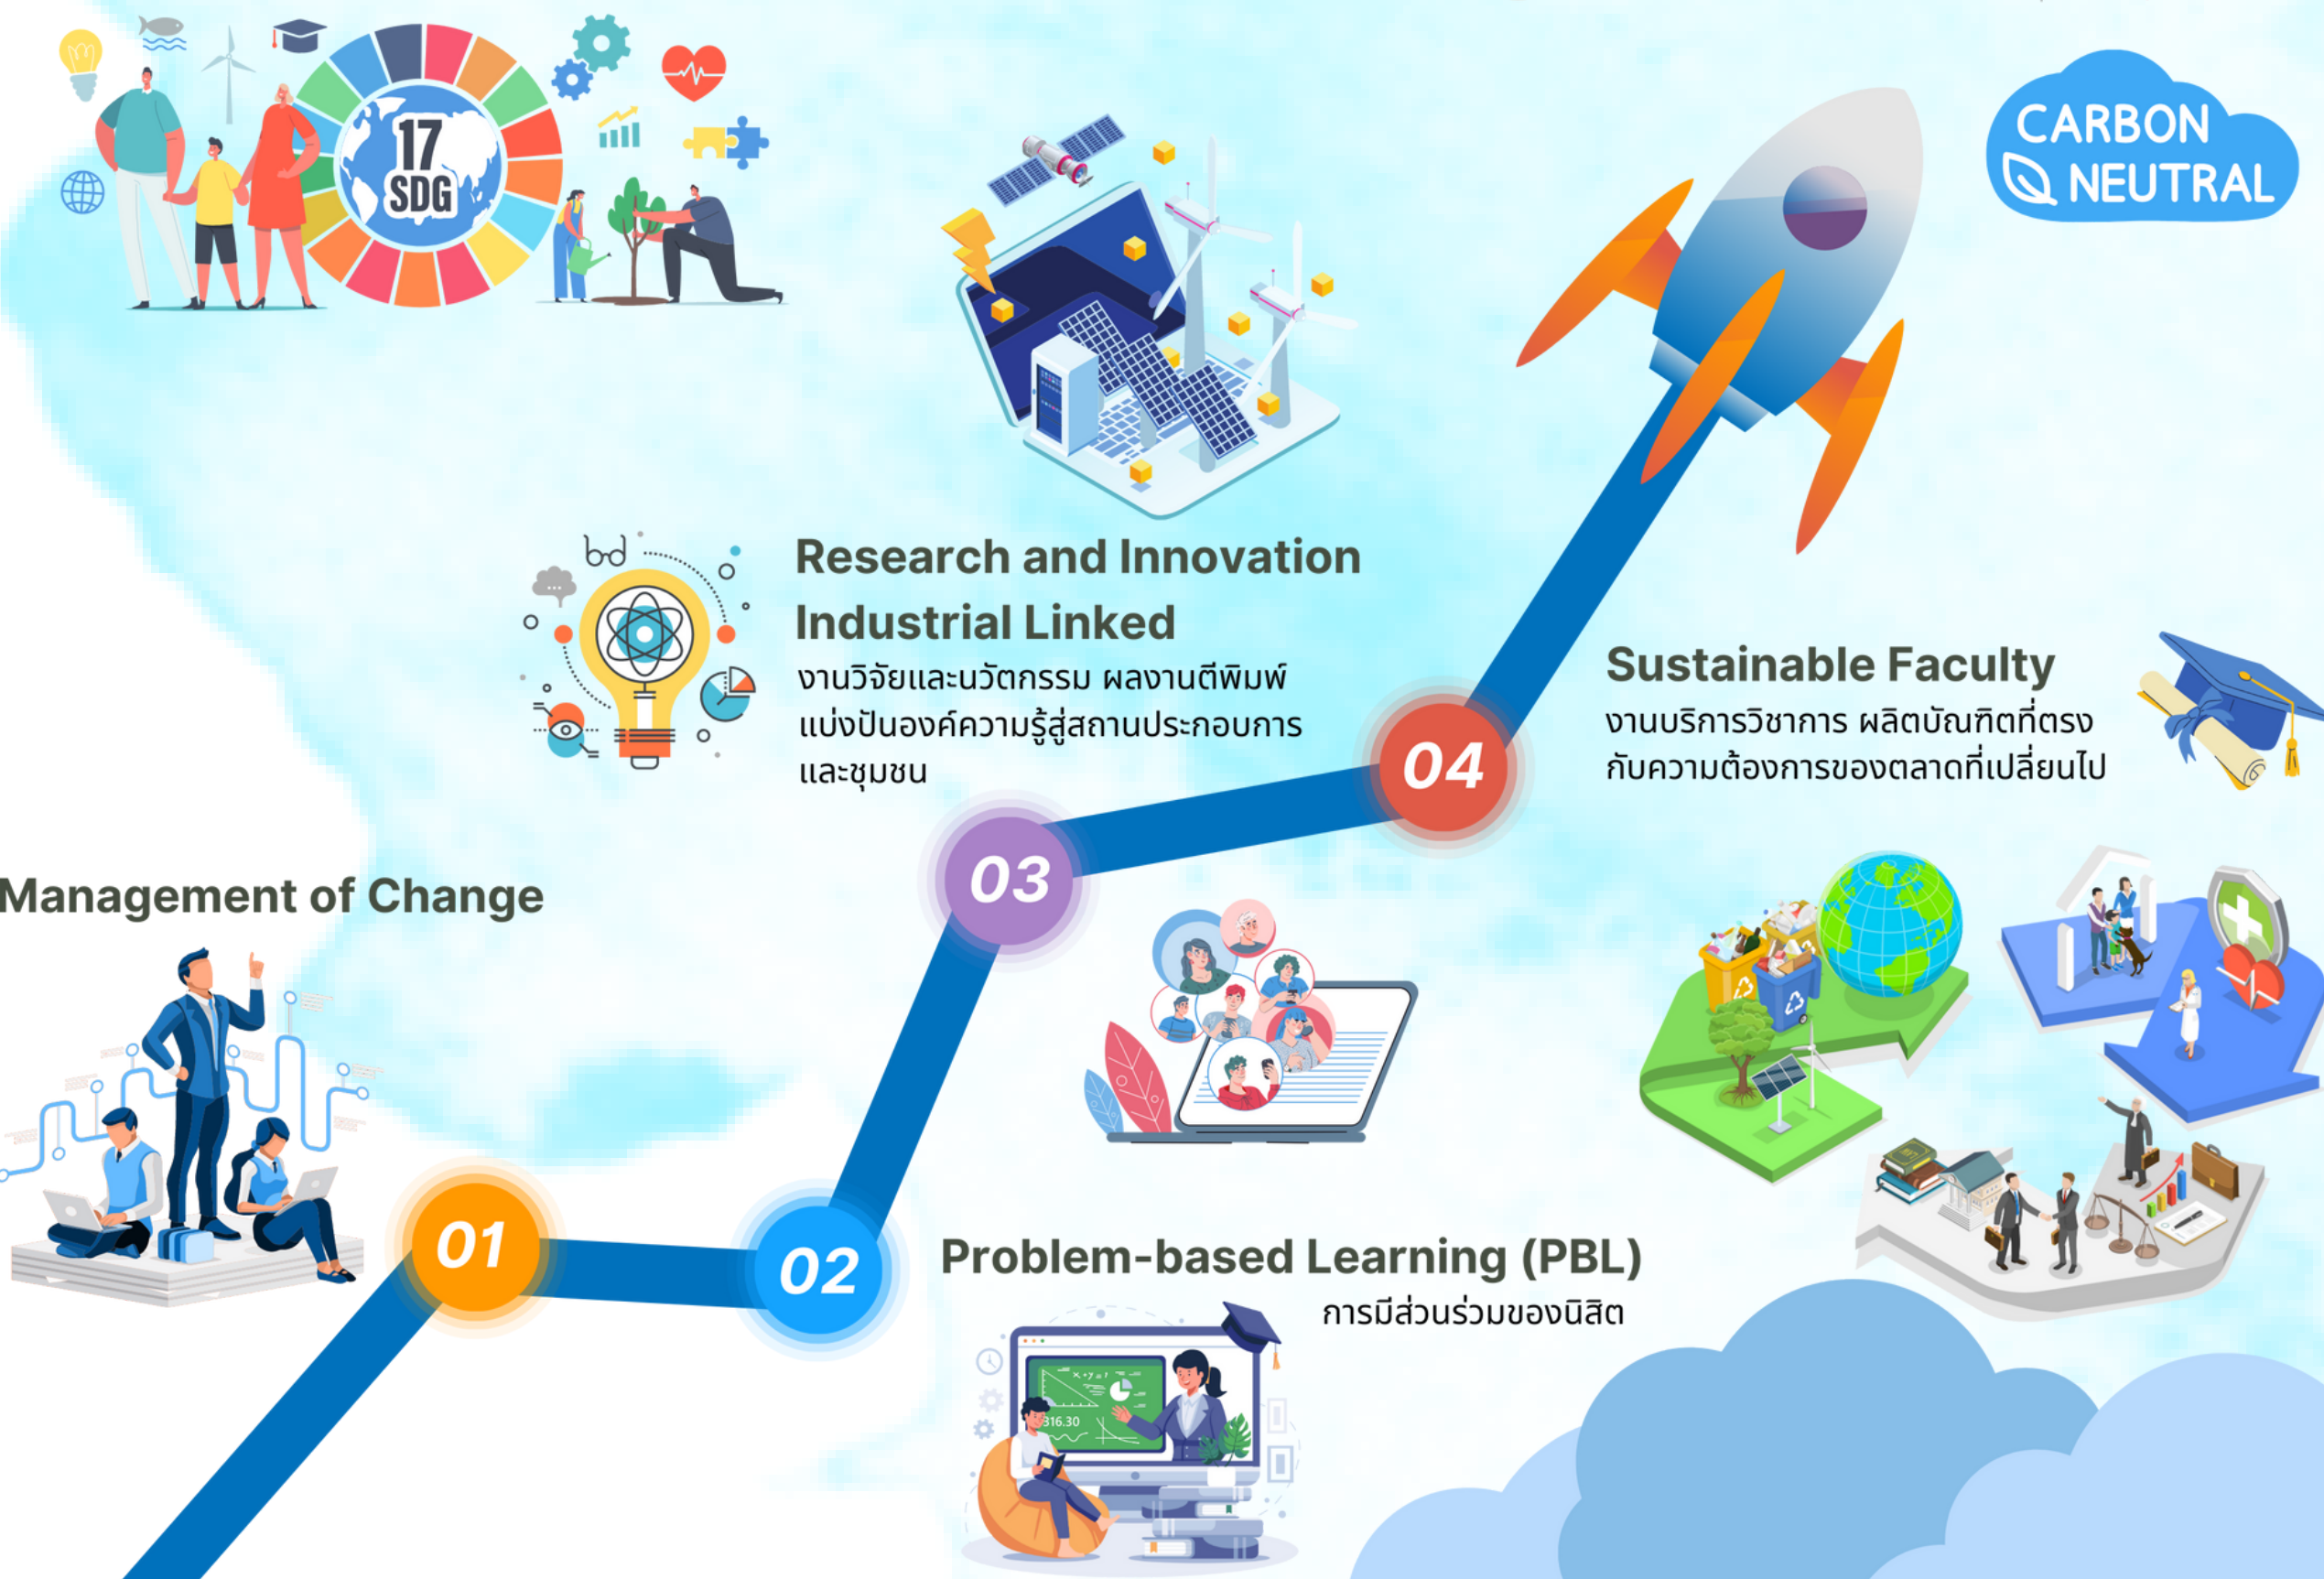 17
SDG
CARBON
NEUTRAL
Research and Innovation
Industrial Linked
งานวิจัยและนวัตกรรม ผลงานตีพิมพ์
แบ่งปันองค์ความรู้สู่สถานประกอบการ
และชุมชน
Sustainable Faculty
งานบริการวิชาการ ผลิตบัณฑิตที่ตรง
กับความต้องการของตลาดที่เปลี่ยนไป
04
03
Management of Change
01
02
Problem-based Learning (PBL)
การมีส่วนร่วมของนิสิต
316.30